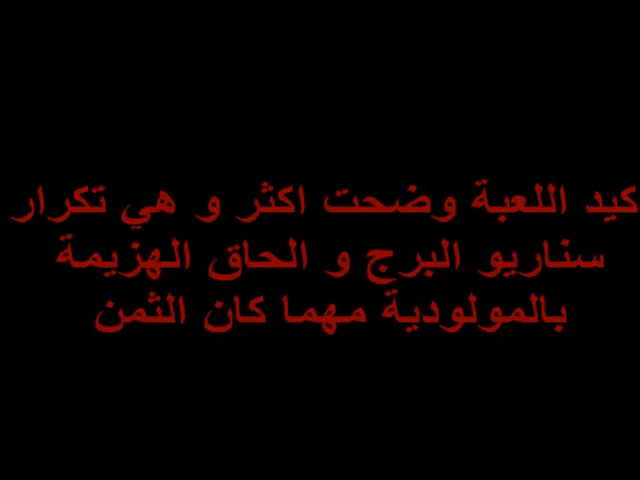 كيد اللعبة وضحت اكثر و هي تكرار
سناريو البرج و الحاق الهزيمة
بالمولودية مهما كان الثمن